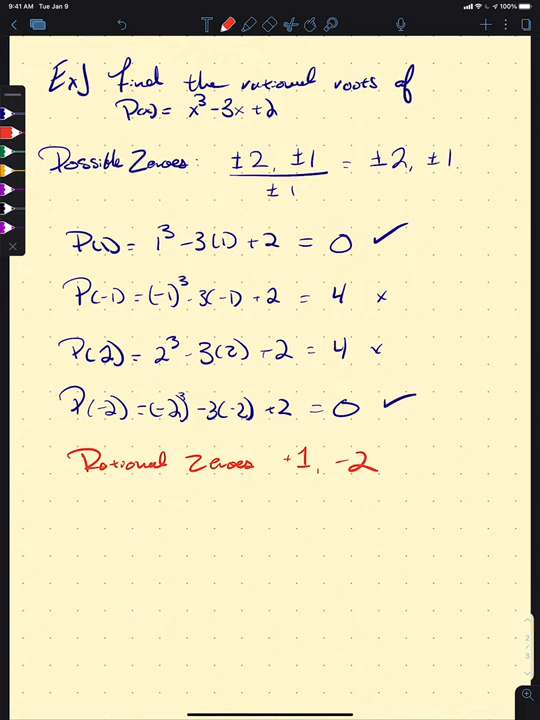 9:41 AM Tue Jan 9
100%
Ex] Find the rational roots of
P(x) = x³ - 3x + 2
Possible Zeroes: ±2, ±1 / ±1 = ±2, ±1
P(1) = 1³ - 3(1) + 2 = 0 ✓
P(-1) = (-1)³ - 3(-1) + 2 = 4 ×
P(2) = 2³ - 3(2) + 2 = 4 ×
P(-2) = (-2)³ - 3(-2) + 2 = 0 ✓
Rational Zeroes +1, -2
2
3